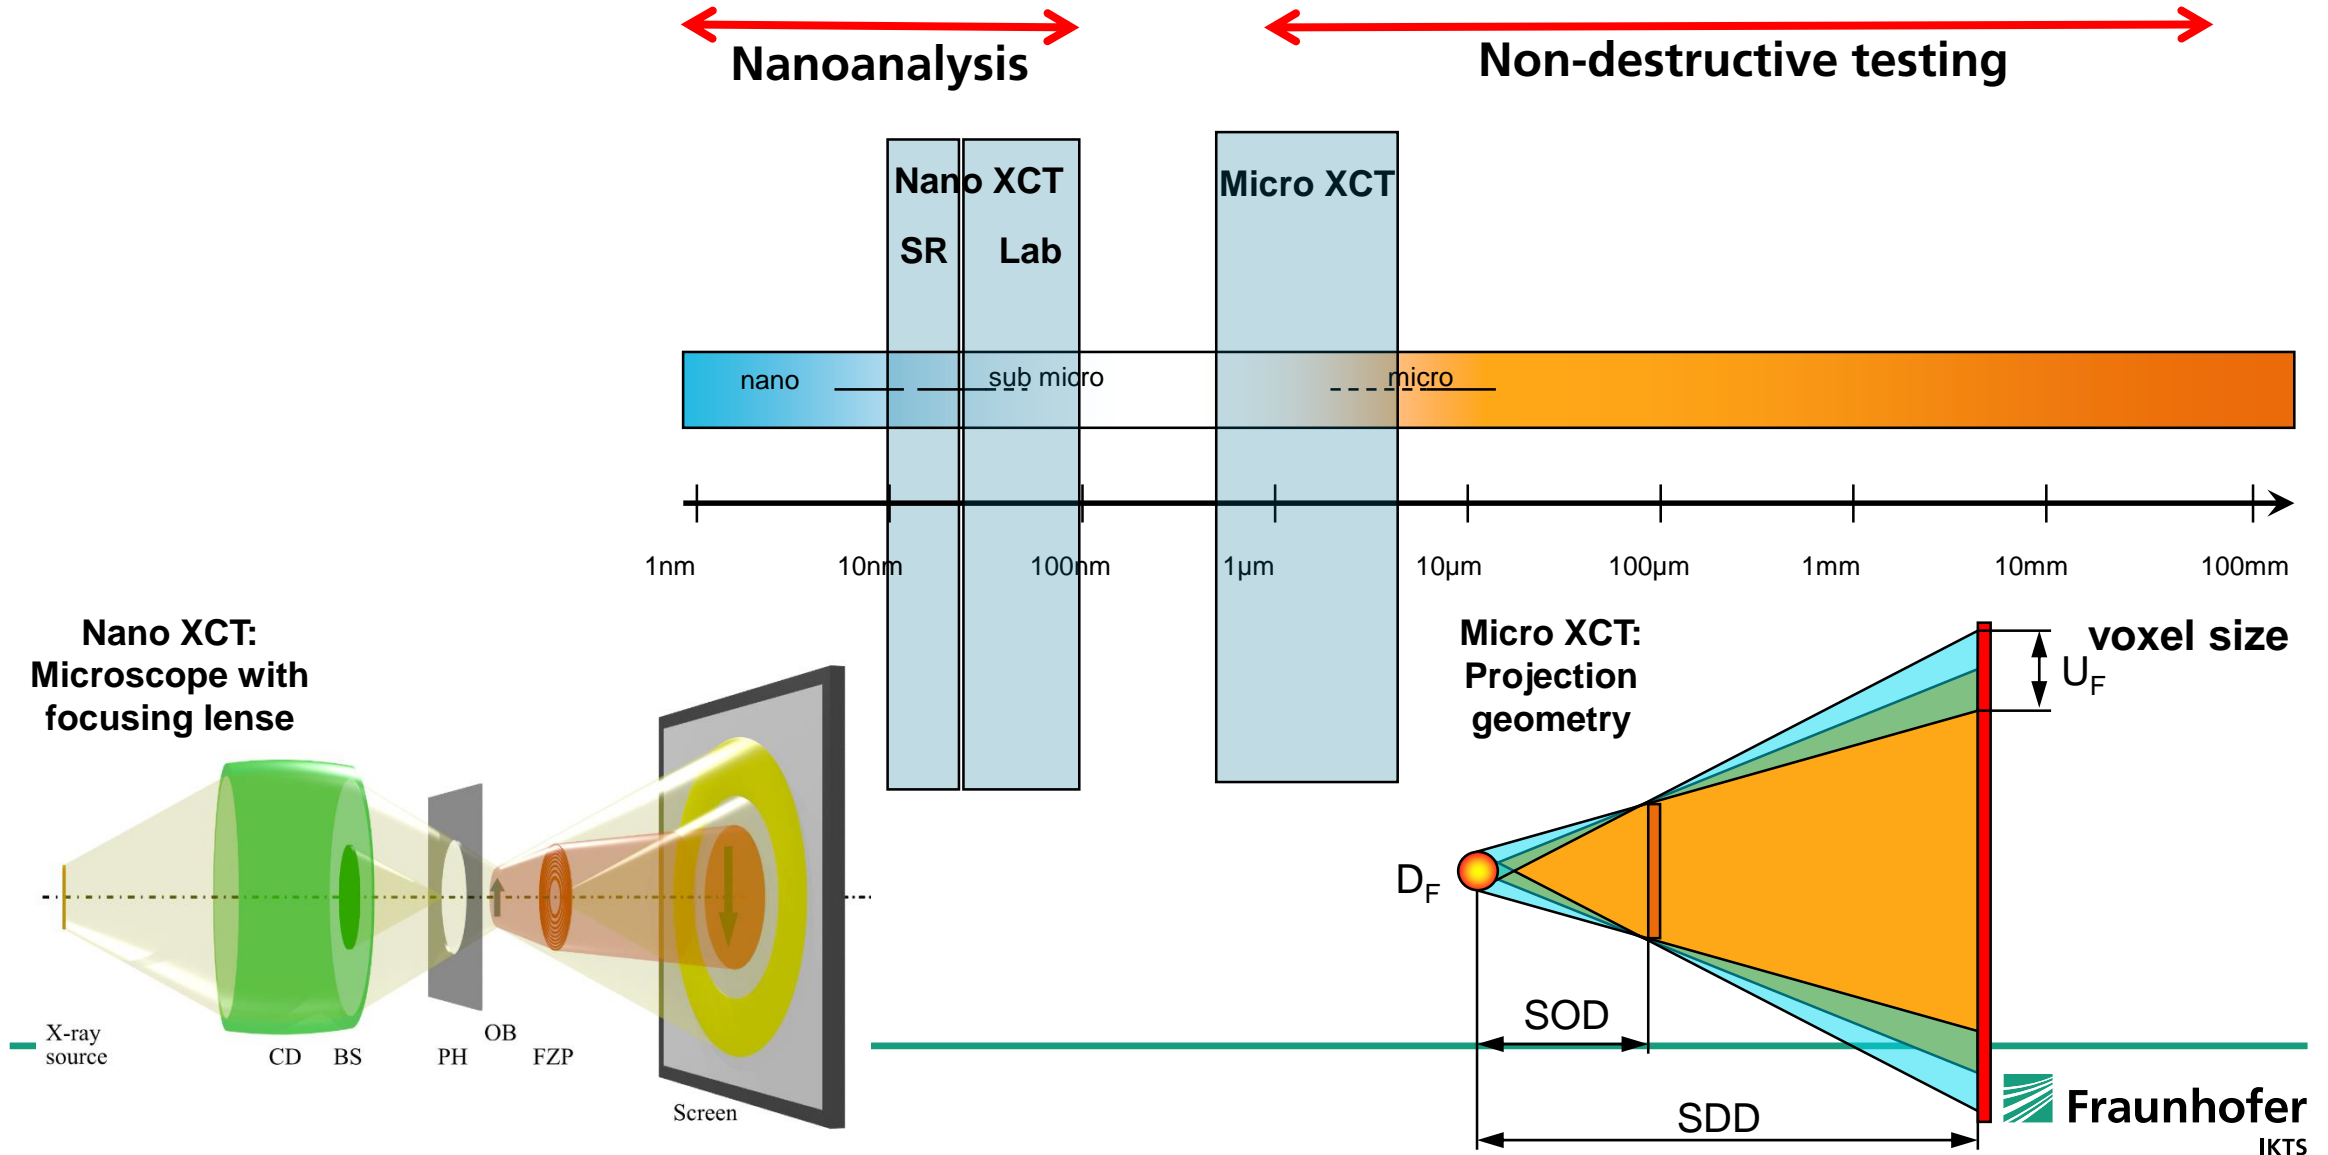 Nanoanalysis
Non-destructive testing
Nano XCT
Micro XCT
SR
Lab
nano
sub micro
micro
1nm
10nm
100nm
1µm
10µm
100µm
1mm
10mm
100mm
voxel size
Nano XCT:
Microscope with
focusing lense
Micro XCT:
Projection
geometry
UF
DF
SOD
SDD
X-ray
source
CD
BS
PH
OB
FZP
Screen
Fraunhofer
IKTS